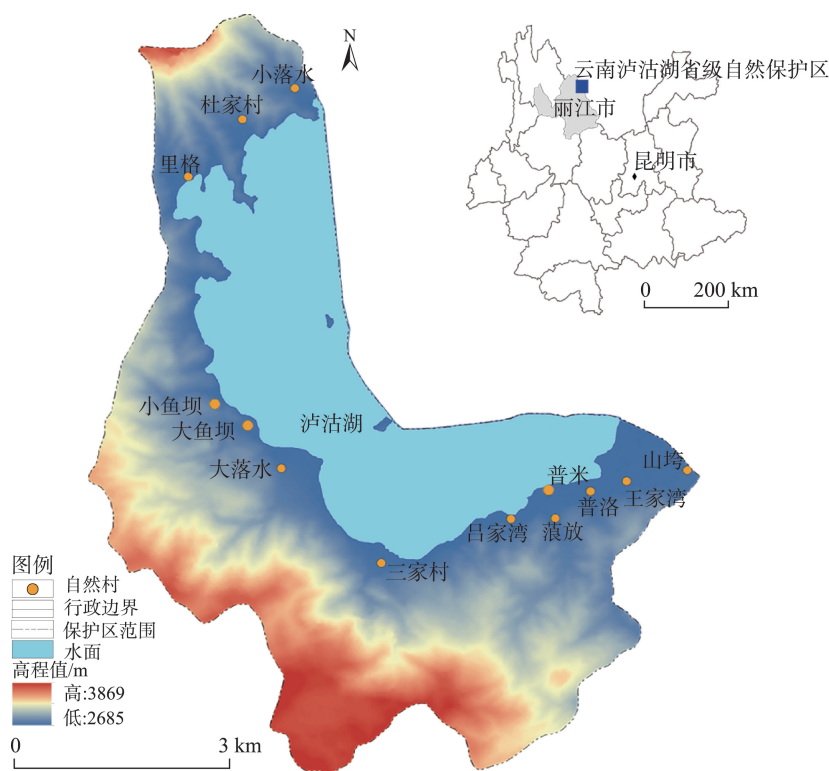 N
云南泸沽湖省级自然保护区
丽江市
昆明市
0 200 km
小落水
杜家村
里格
小鱼坝
大鱼坝
泸沽湖
大落水
山垮
普米
王家湾
普洛
吕家湾
蒗放
三家村
图例
自然村
行政边界
保护区范围
水面
高程值/m
高:3869
低:2685
0 3 km